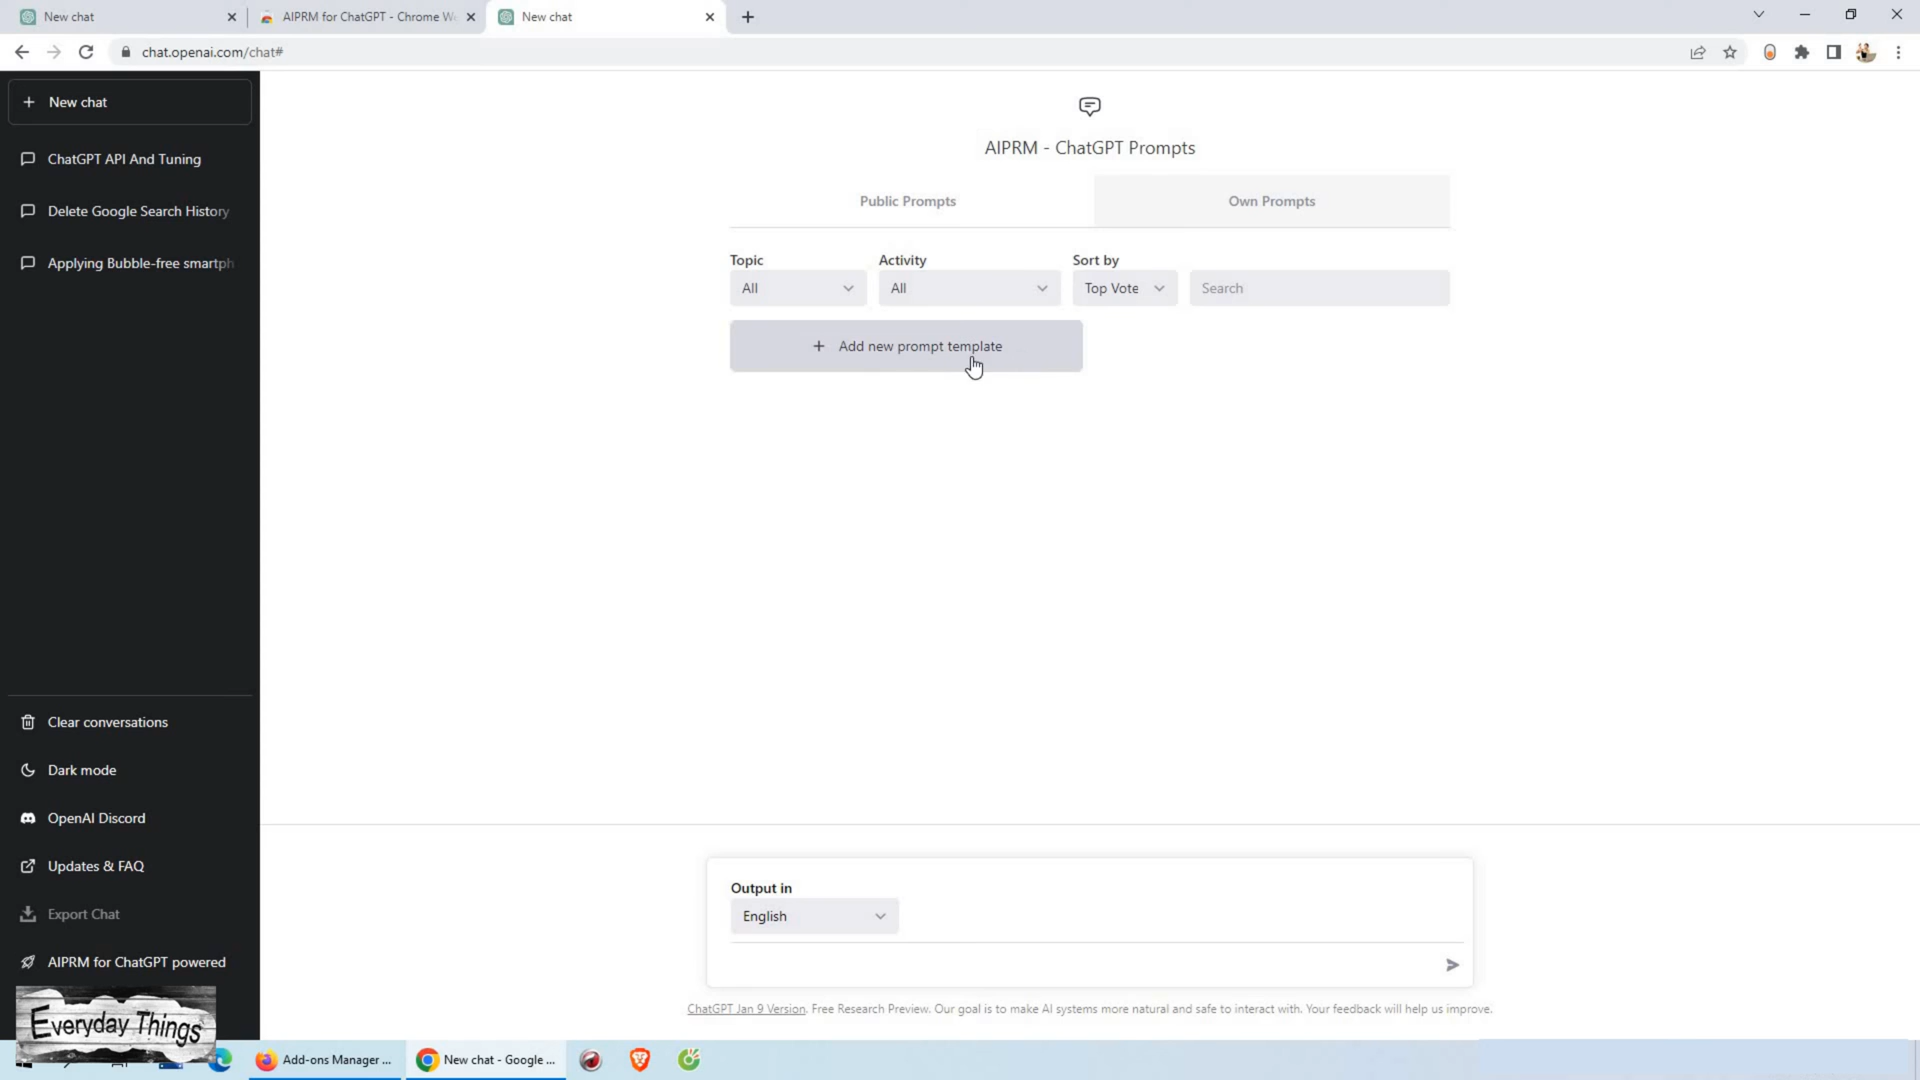 New chat
AIPRM for ChatGPT - Chrome We
New chat
chat.openai.com/chat#
New chat
ChatGPT API And Tuning
Delete Google Search History
Applying Bubble-free smartph
AIPRM - ChatGPT Prompts
Public Prompts
Own Prompts
Topic
Activity
Sort by
All
All
Top Vote
Search
Add new prompt template
Clear conversations
Dark mode
OpenAI Discord
Updates & FAQ
Export Chat
AIPRM for ChatGPT powered
Output in
English
ChatGPT Jan 9 Version. Free Research Preview. Our goal is to make AI systems more natural and safe to interact with. Your feedback will help us improve.
Everyday Things
Add-ons Manager ...
New chat - Google ...